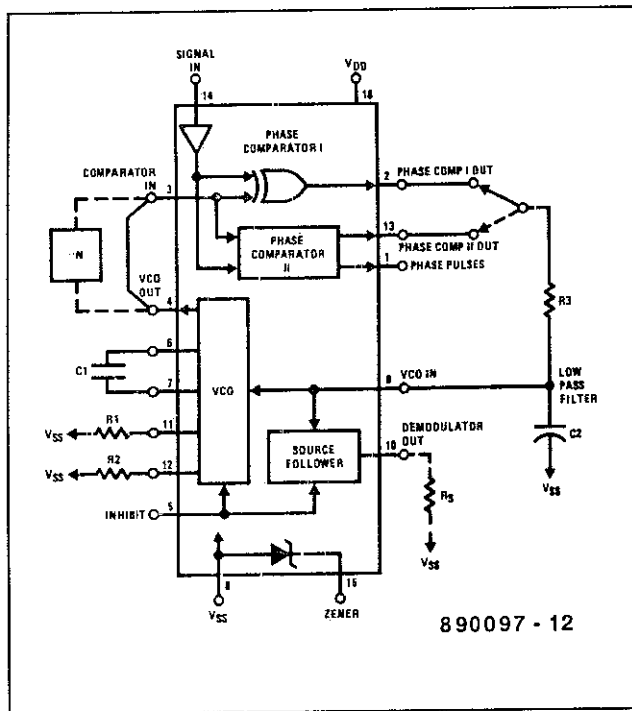 SIGNAL
IN
VDD
14
16
PHASE
COMPARATOR I
COMPARATOR
IN
3
2
PHASE COMP I OUT
13
PHASE COMP II OUT
PHASE
COMPARATOR
II
1
PHASE PULSES
÷N
VCO
OUT
4
R3
6
C1
7
VCO
9
VCO IN
LOW
PASS
FILTER
VSS
R1
11
DEMODULATOR
OUT
C2
SOURCE
FOLLOWER
10
VSS
R2
12
VSS
INHIBIT
5
RS
VSS
8
15
VSS
ZENER
890097 - 12